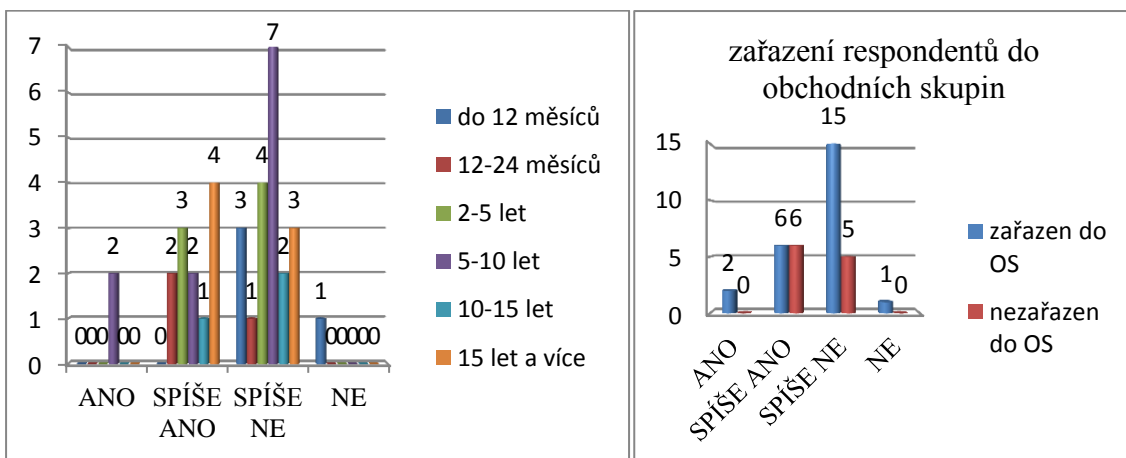 7
6
5
4
3
2
1
0
0 0 0 2 0 0
0 2 3 2 1 4
3 1 4 7 2 3
1 0 0 0 0 0
ANO
SPÍŠE
ANO
SPÍŠE
NE
NE
do 12 měsíců
12-24 měsíců
2-5 let
5-10 let
10-15 let
15 let a více
zařazení respondentů do
obchodních skupin
15
10
5
0
2 0
6 6
15 5
1 0
ANO
SPÍŠE ANO
SPÍŠE NE
NE
zařazen do
OS
nezařazen
do OS